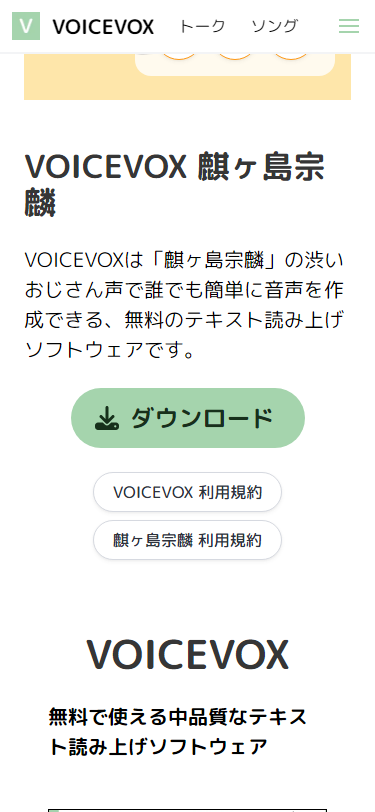 V VOICEVOX トーク ソング
VOICEVOX 麒ヶ島宗
麟
VOICEVOXは「麒ヶ島宗麟」の渋い
おじさん声で誰でも簡単に音声を作
成できる、無料のテキスト読み上げ
ソフトウェアです。
ダウンロード
VOICEVOX 利用規約
麒ヶ島宗麟 利用規約
VOICEVOX
無料で使える中品質なテキス
ト読み上げソフトウェア